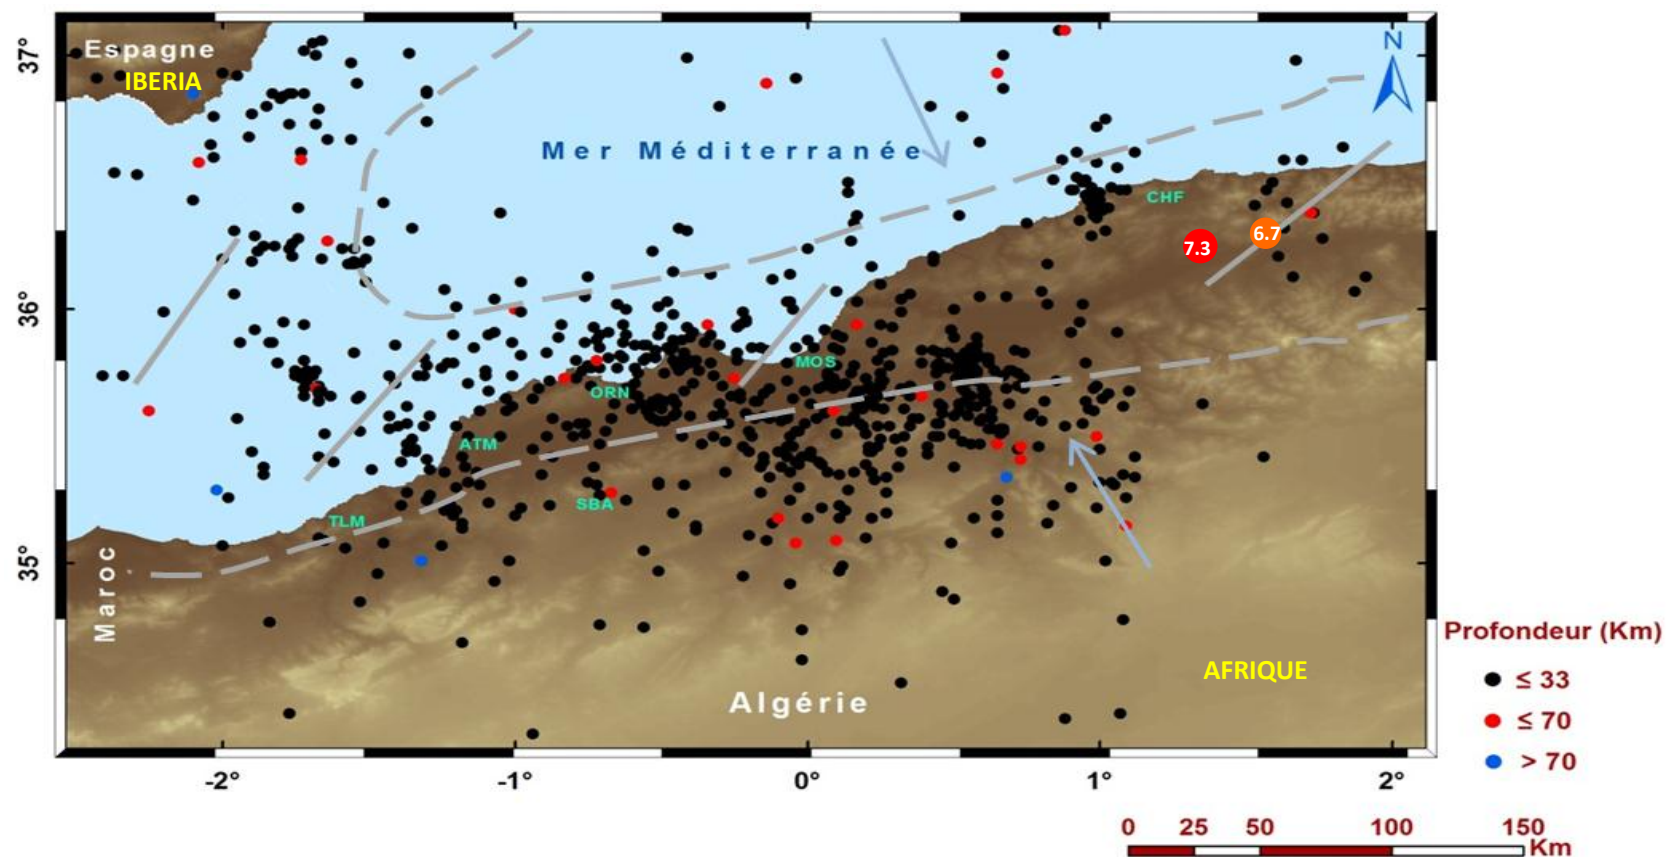 Espagne
IBERIA
37°
N
Mer Méditerranée
CHF
7.3
6.7
36°
MOS
ORN
ATM
SBA
TLM
35°
Maroc
Profondeur (Km)
≤ 33
≤ 70
> 70
AFRIQUE
Algérie
-2°
-1°
0°
1°
2°
0
25
50
100
150
Km